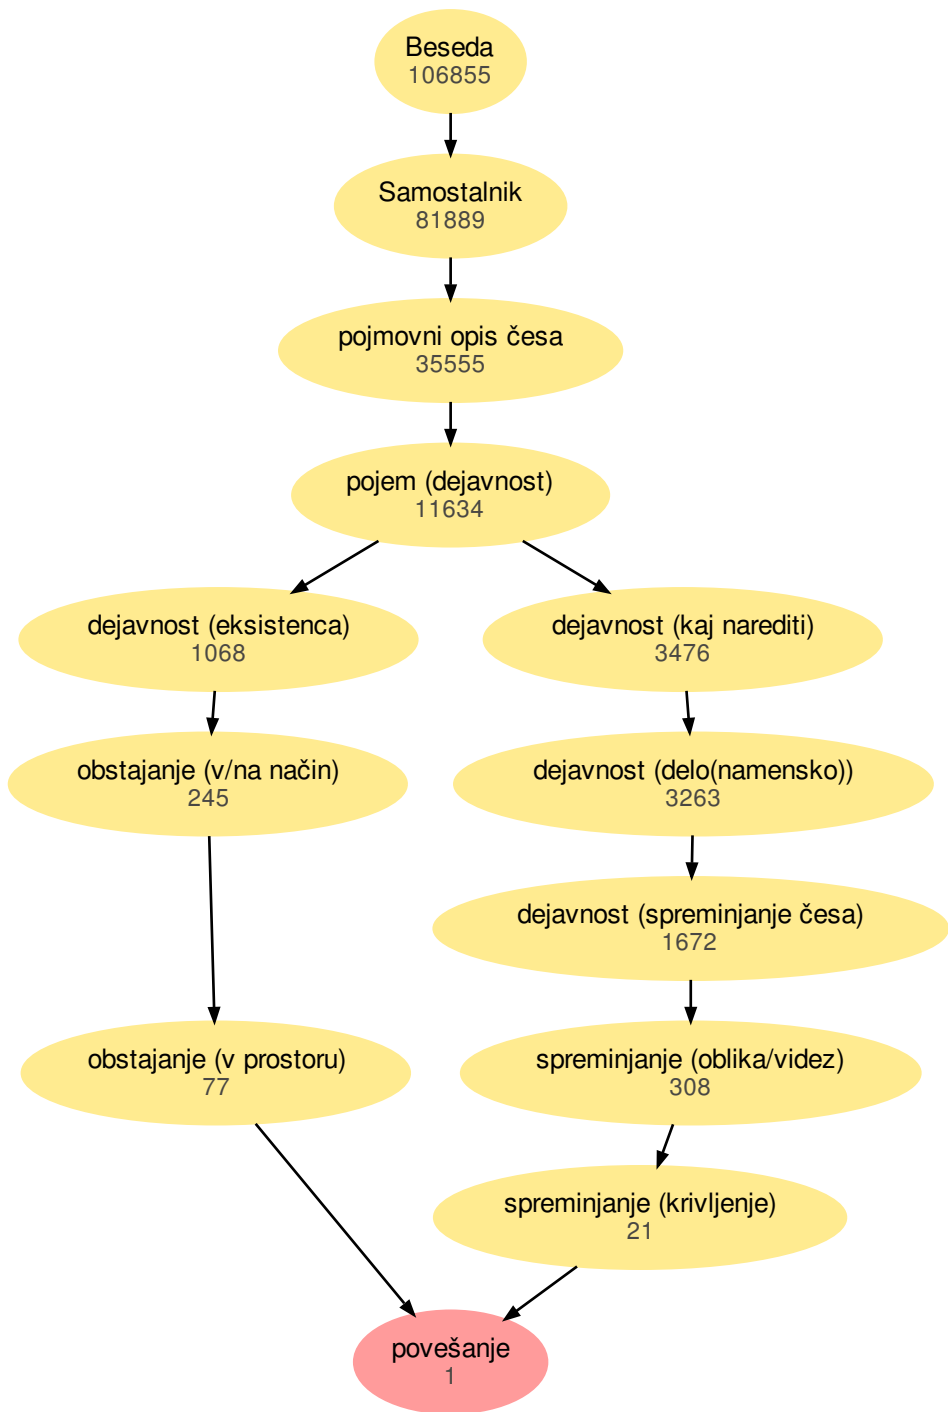 Beseda
106855
Samostalnik
81889
pojmovni opis česa
35555
pojem (dejavnost)
11634
dejavnost (eksistenca)
1068
dejavnost (kaj narediti)
3476
obstajanje (v/na način)
245
dejavnost (delo(namensko))
3263
dejavnost (spreminjanje česa)
1672
obstajanje (v prostoru)
77
spreminjanje (oblika/videz)
308
spreminjanje (krivljenje)
21
povešanje
1